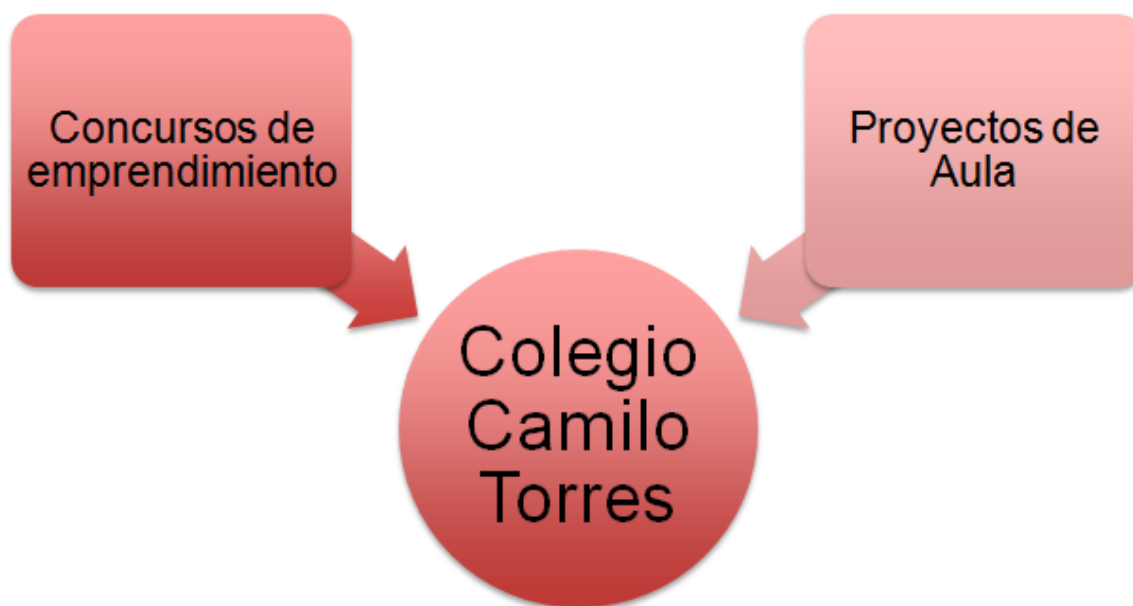 Concursos de
emprendimiento
Proyectos de
Aula
Colegio
Camilo
Torres